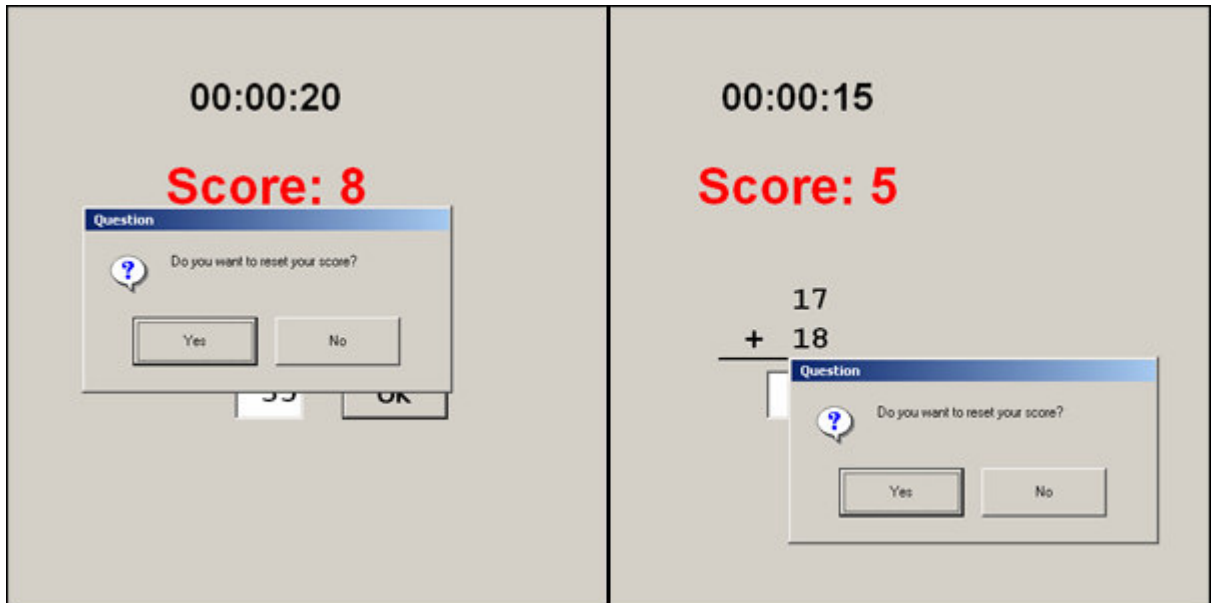 00:00:20
Score: 8
Question
Do you want to reset your score?
Yes No
00:00:15
Score: 5
17
+ 18
Question
Do you want to reset your score?
Yes No